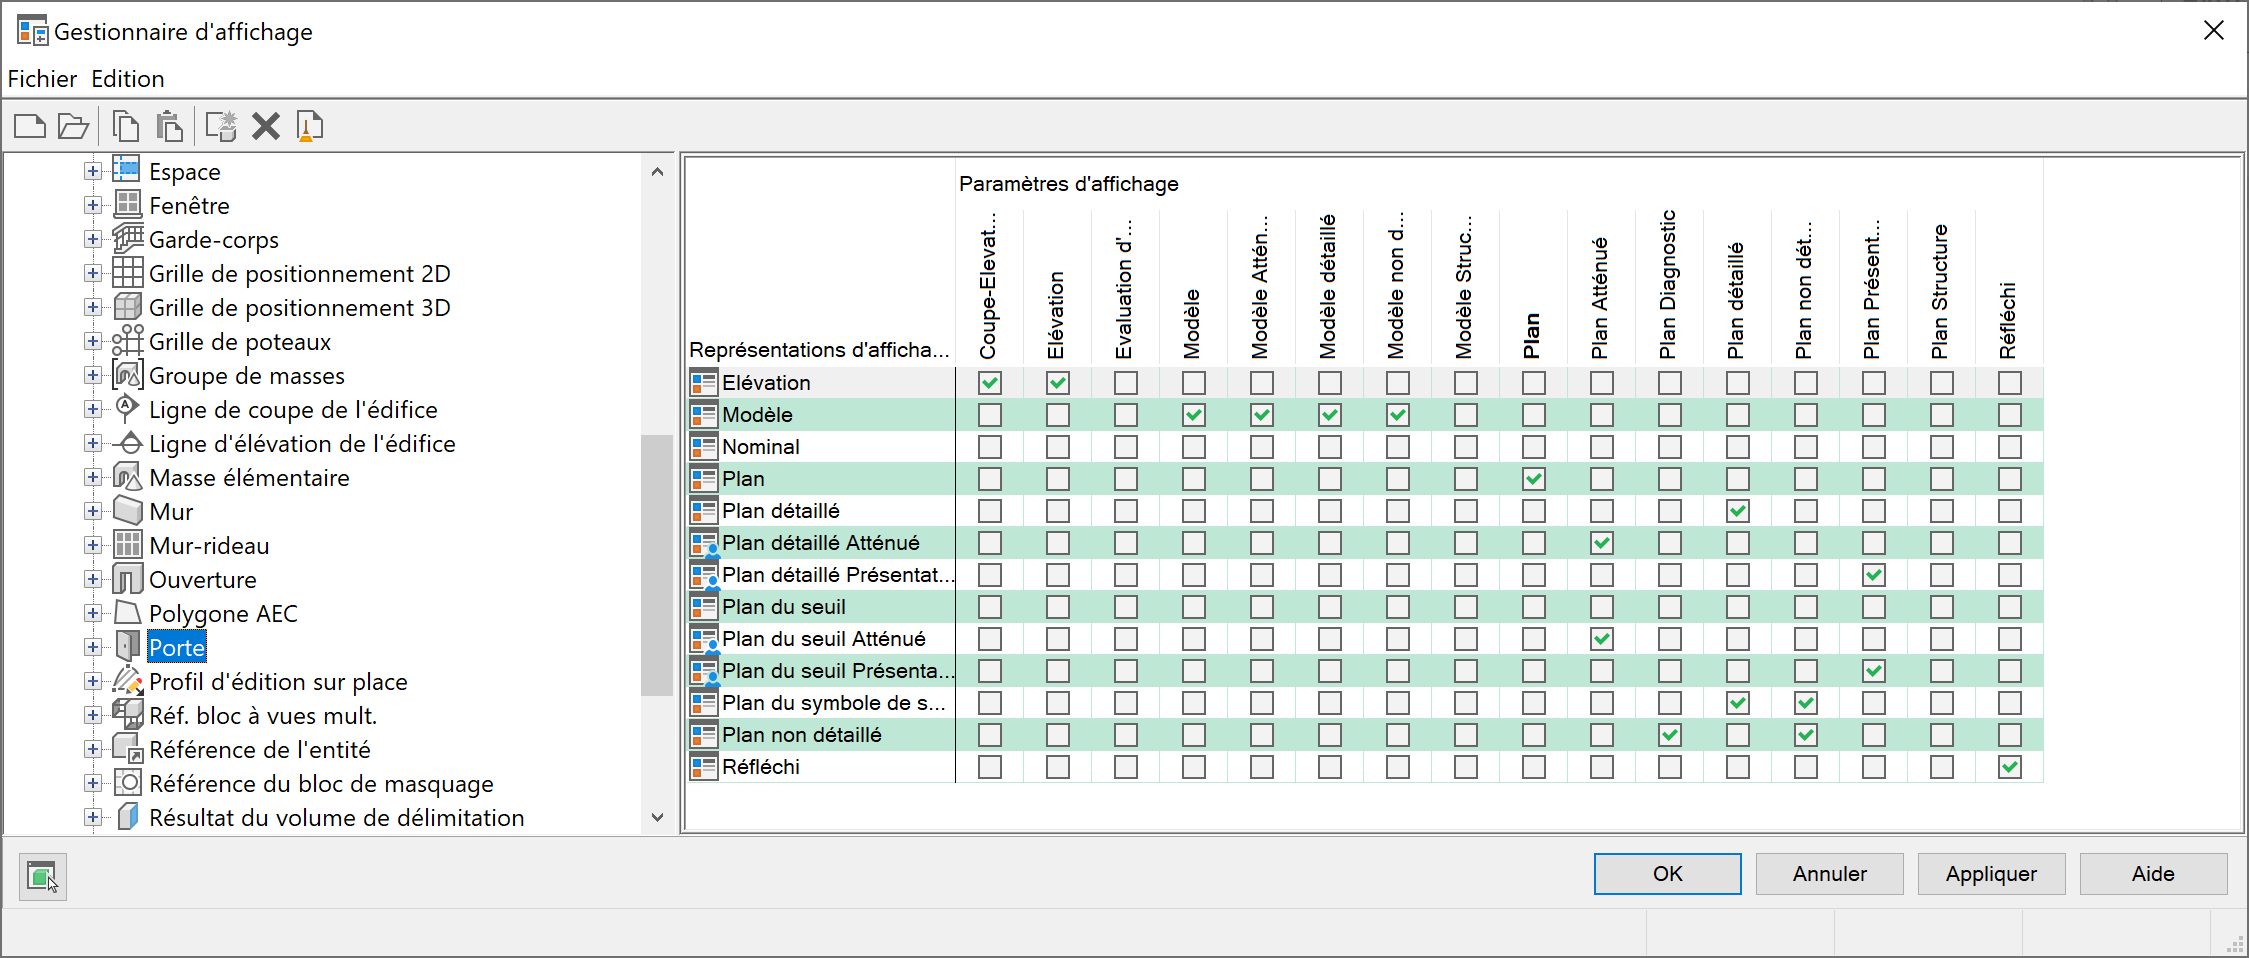 Gestionnaire d'affichage
Fichier Edition
Espace
Fenêtre
Garde-corps
Grille de positionnement 2D
Grille de positionnement 3D
Grille de poteaux
Groupe de masses
Ligne de coupe de l'édifice
Ligne d'élévation de l'édifice
Masse élémentaire
Mur
Mur-rideau
Ouverture
Polygone AEC
Porte
Profil d'édition sur place
Réf. bloc à vues mult.
Référence de l'entité
Référence du bloc de masquage
Résultat du volume de délimitation
Paramètres d'affichage
Représentations d'afficha...
Coupe-Elevat...
Elévation
Evaluation d'...
Modèle
Modèle Attén...
Modèle détaillé
Modèle non d...
Modèle Struc...
Plan
Plan Atténué
Plan Diagnostic
Plan détaillé
Plan non dét...
Plan Présent...
Plan Structure
Réfléchi
Elévation
Modèle
Nominal
Plan
Plan détaillé
Plan détaillé Atténué
Plan détaillé Présentat...
Plan du seuil
Plan du seuil Atténué
Plan du seuil Présenta...
Plan du symbole de s...
Plan non détaillé
Réfléchi
OK
Annuler
Appliquer
Aide